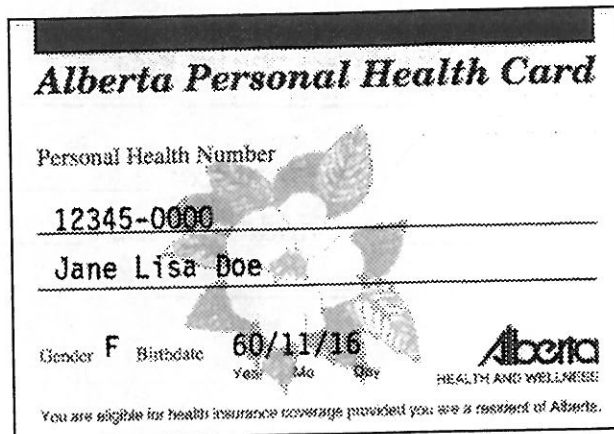 Alberta Personal Health Card
Personal Health Number
12345-0000
Jane Lisa Doe
Gender F Birthdate 60/11/16
Year Mo Day
Alberta
HEALTH AND WELLNESS
You are eligible for health insurance coverage provided you are a resident of Alberta.